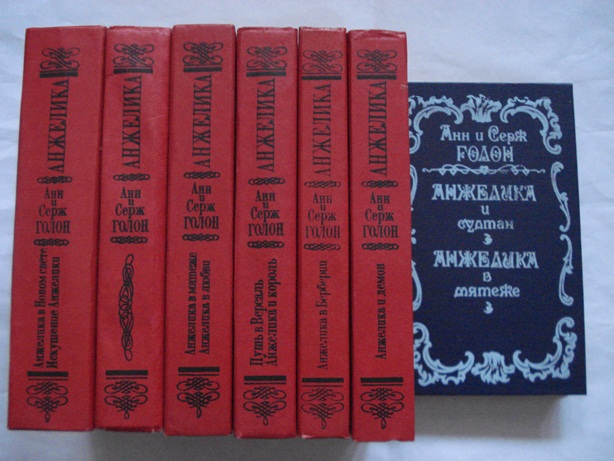 АНЖЕЛИКА
Анн
и
Серж
ГОЛОН
Анжелика в Новом свете
Искушение Анжелики
АНЖЕЛИКА
Анн
и
Серж
ГОЛОН
АНЖЕЛИКА
Анн
и
Серж
ГОЛОН
Анжелика в мятеже
Анжелика в любви
АНЖЕЛИКА
Анн
и
Серж
ГОЛОН
Путь в Версаль
Анжелика и король
АНЖЕЛИКА
Анн
и
Серж
ГОЛОН
Анжелика в Берберии
АНЖЕЛИКА
Анн
и
Серж
ГОЛОН
Анжелика и демон
Анн и Серж
ГОЛОН
АНЖЕЛИКА
и
султан
АНЖЕЛИКА
в
мятеже